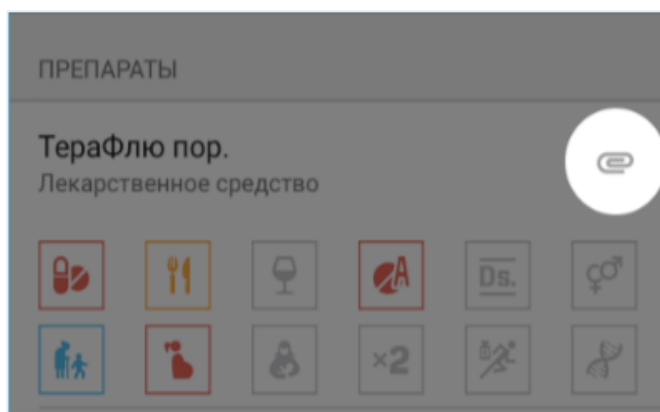 ПРЕПАРАТЫ
ТераФлю пор.
Лекарственное средство
A Ds.
×2